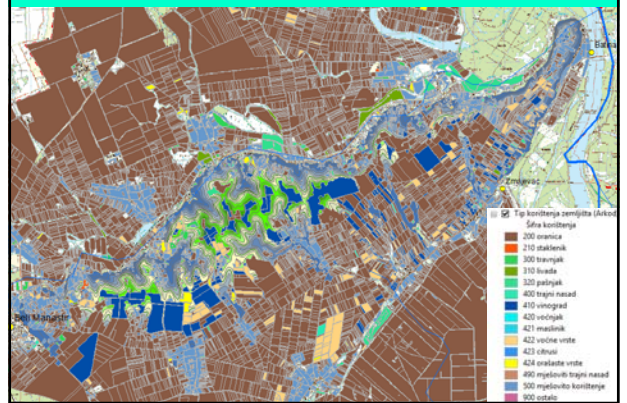 Batina
Zmajevac
Beli Manastir
Tip korištenja zemljišta (Arkod
Šifra korištenja
200 oranica
210 staklenik
300 travnjak
310 livada
320 pašnjak
400 trajni nasad
410 vinograd
420 voćnjak
421 maslinik
422 voćne vrste
423 citrusi
424 orašaste vrste
490 mješoviti trajni nasad
500 mješovito korištenje
900 ostalo